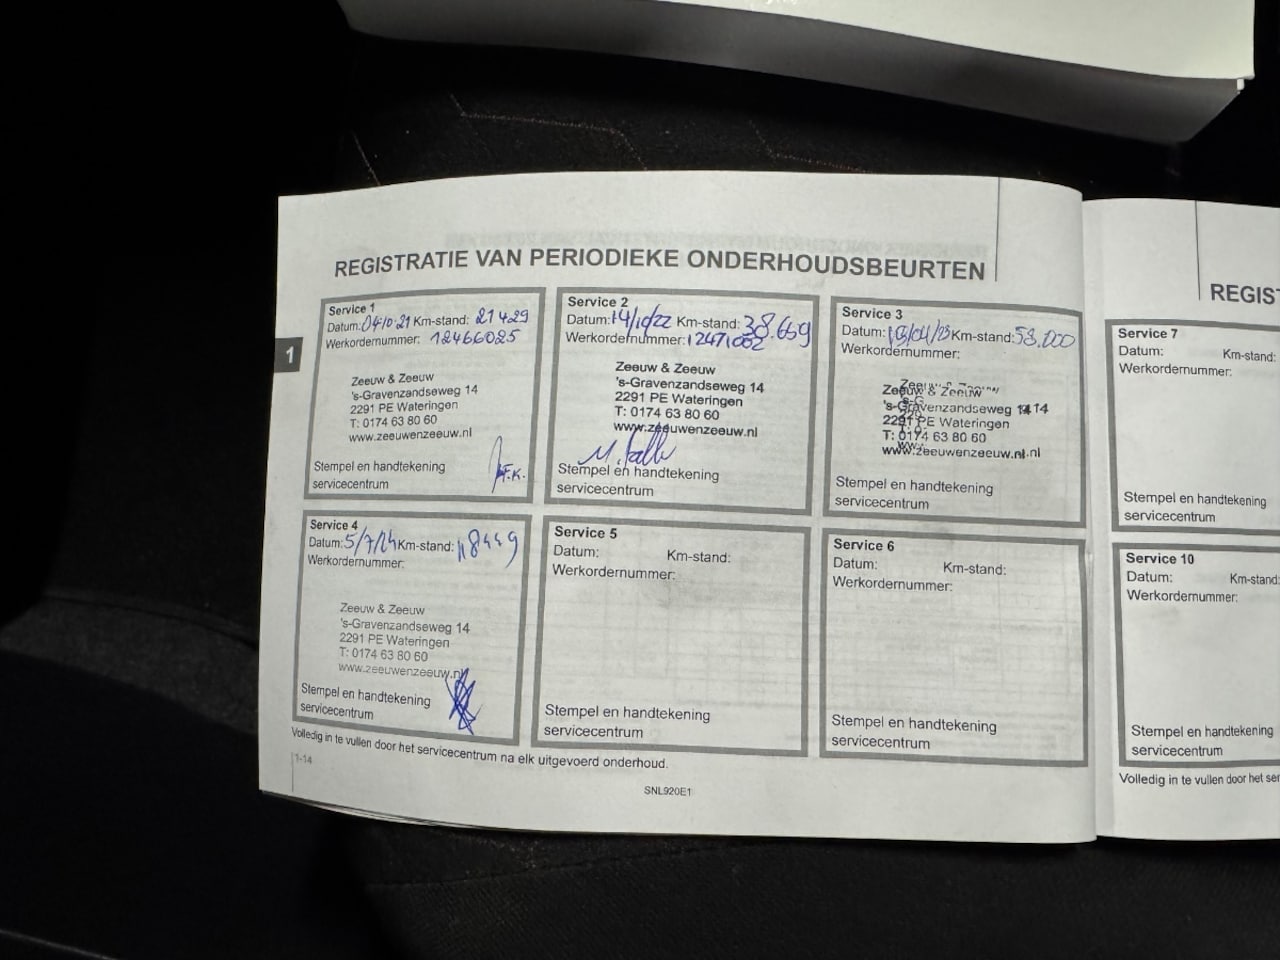 REGISTRATIE VAN PERIODIEKE ONDERHOUDSBEURTEN
Service 1
Datum: 04-10-21 Km-stand: 21429
Werkordernummer: 12466025
Zeeuw & Zeeuw
's-Gravenzandseweg 14
2291 PE Wateringen
T: 0174 63 80 60
www.zeeuwenzeeuw.nl
Stempel en handtekening
servicecentrum
Service 2
Datum: 14/10/22 Km-stand: 38.659
Werkordernummer: 12471002
Zeeuw & Zeeuw
's-Gravenzandseweg 14
2291 PE Wateringen
T: 0174 63 80 60
www.zeeuwenzeeuw.nl
Stempel en handtekening
servicecentrum
Service 3
Datum: Km-stand: 53.000
Werkordernummer:
Zeeuw & Zeeuw
's-Gravenzandseweg 14
2291 PE Wateringen
T: 0174 63 80 60
www.zeeuwenzeeuw.nl
Stempel en handtekening
servicecentrum
1
Service 4
Datum: 5/7/24 Km-stand:
Werkordernummer:
Zeeuw & Zeeuw
's-Gravenzandseweg 14
2291 PE Wateringen
T: 0174 63 80 60
www.zeeuwenzeeuw.nl
Stempel en handtekening
servicecentrum
Service 5
Datum: Km-stand:
Werkordernummer:
Stempel en handtekening
servicecentrum
Service 6
Datum: Km-stand:
Werkordernummer:
Stempel en handtekening
servicecentrum
Volledig in te vullen door het servicecentrum na elk uitgevoerd onderhoud.
1-14
SNL920E1
REGIS
Service 7
Datum: Km-stand:
Werkordernummer:
Stempel en handtekening
servicecentrum
Service 10
Datum: Km-stand:
Werkordernummer:
Stempel en handtekening
servicecentrum
Volledig in te vullen door het ser